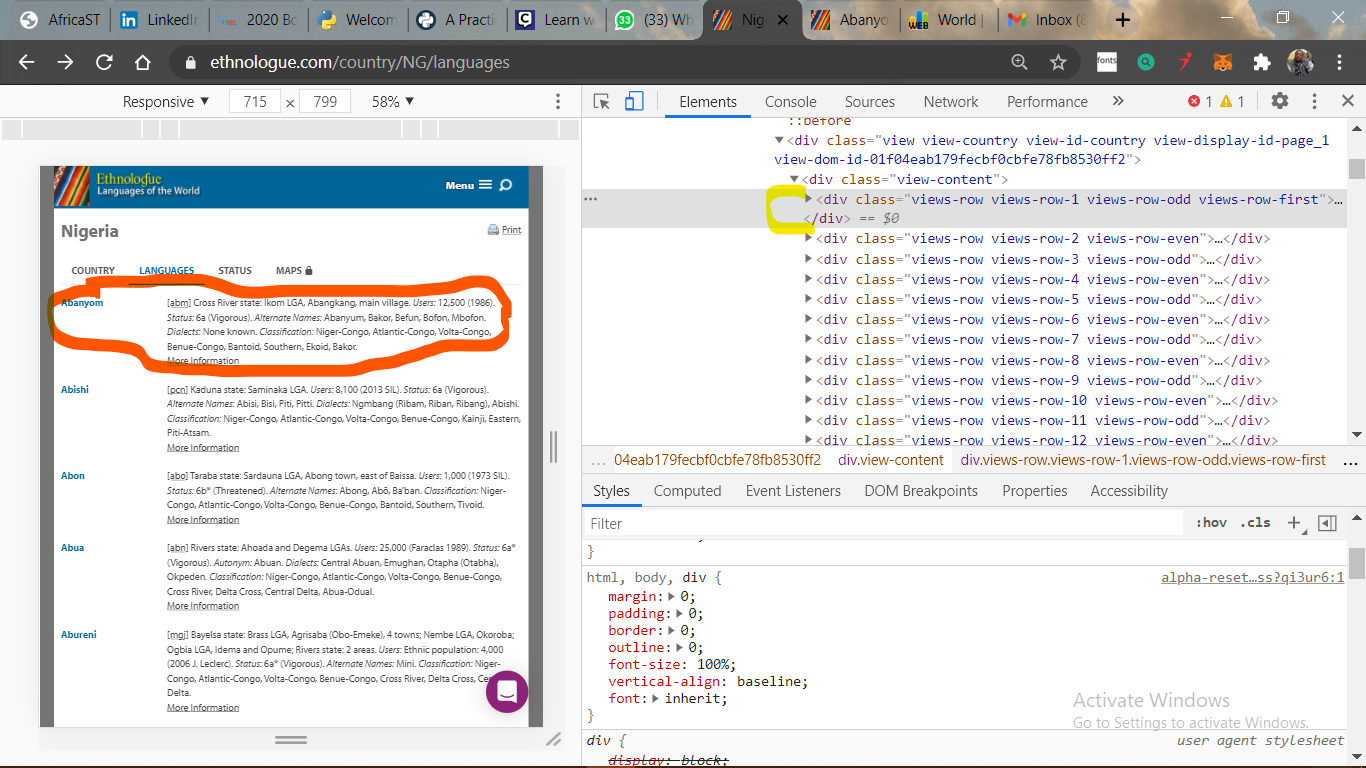 AfricaST
LinkedI
2020 Bo
Welcom
A Practi
Learn w
(33) Wh
Nig
Abanyo
World |
Inbox (8
ethnologue.com/country/NG/languages
fonts
Responsive
715 × 799
58%
Elements
Console
Sources
Network
Performance
1
1
Ethnologue
Languages of the World
Menu
Nigeria
Print
COUNTRY
LANGUAGES
STATUS
MAPS
Abanyom
[abm] Cross River state: Ikom LGA, Abangkang, main village. Users: 12,500 (1986).
Status: 6a (Vigorous). Alternate Names: Abanyum, Bakor, Befun, Bofon, Mbofon.
Dialects: None known. Classification: Niger-Congo, Atlantic-Congo, Volta-Congo,
Benue-Congo, Bantoid, Southern, Ekoid, Bakor.
More Information
Abishi
[pcn] Kaduna state: Saminaka LGA. Users: 8,100 (2013 SIL). Status: 6a (Vigorous).
Alternate Names: Abisi, Bisi, Piti, Pitti. Dialects: Ngmbang (Ribam, Riban, Ribang), Abishi.
Classification: Niger-Congo, Atlantic-Congo, Volta-Congo, Benue-Congo, Kainji, Eastern,
Piti-Atsam.
More Information
Abon
[abo] Taraba state: Sardauna LGA, Abong town, east of Baissa. Users: 1,000 (1973 SIL).
Status: 6b* (Threatened). Alternate Names: Abong, Abõ, Ba'ban. Classification: Niger-
Congo, Atlantic-Congo, Volta-Congo, Benue-Congo, Bantoid, Southern, Tivoid.
More Information
Abua
[abn] Rivers state: Ahoada and Degema LGAs. Users: 25,000 (Faraclas 1989). Status: 6a*
(Vigorous). Autonym: Abuan. Dialects: Central Abuan, Emughan, Otapha (Otabha),
Okpeden. Classification: Niger-Congo, Atlantic-Congo, Volta-Congo, Benue-Congo,
Cross River, Delta Cross, Central Delta, Abua-Odual.
More Information
Abureni
[mgj] Bayelsa state: Brass LGA, Agrisaba (Obo-Emeke), 4 towns; Nembe LGA, Okoroba;
Ogbia LGA, Idema and Opume; Rivers state: 2 areas. Users: Ethnic population: 4,000
(2006 J. Leclerc). Status: 6a* (Vigorous). Alternate Names: Mini. Classification: Niger-
Congo, Atlantic-Congo, Volta-Congo, Benue-Congo, Cross River, Delta Cross, Cen
Delta.
More Information
::before
<div class="view view-country view-id-country view-display-id-page_1
view-dom-id-01f04eab179fecbf0cbfe78fb8530ff2">
<div class="view-content">
<div class="views-row views-row-1 views-row-odd views-row-first">…
</div> == $0
<div class="views-row views-row-2 views-row-even">…</div>
<div class="views-row views-row-3 views-row-odd">…</div>
<div class="views-row views-row-4 views-row-even">…</div>
<div class="views-row views-row-5 views-row-odd">…</div>
<div class="views-row views-row-6 views-row-even">…</div>
<div class="views-row views-row-7 views-row-odd">…</div>
<div class="views-row views-row-8 views-row-even">…</div>
<div class="views-row views-row-9 views-row-odd">…</div>
<div class="views-row views-row-10 views-row-even">…</div>
<div class="views-row views-row-11 views-row-odd">…</div>
<div class="views-row views-row-12 views-row-even">…</div>
… 04eab179fecbf0cbfe78fb8530ff2 div.view-content div.views-row.views-row-1.views-row-odd.views-row-first …
Styles
Computed
Event Listeners
DOM Breakpoints
Properties
Accessibility
Filter
:hov .cls +
}
html, body, div {
alpha-reset…ss?qi3ur6:1
margin: 0;
padding: 0;
border: 0;
outline: 0;
font-size: 100%;
vertical-align: baseline;
font: inherit;
}
div {
user agent stylesheet
display: block;
Activate Windows
Go to Settings to activate Windows.